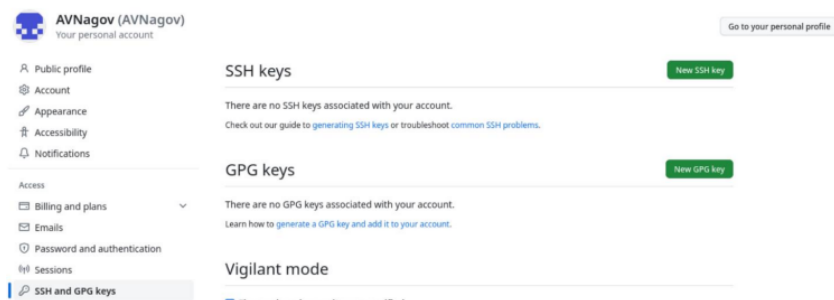 AVNagov (AVNagov)
Your personal account
Go to your personal profile
Public profile
Account
Appearance
Accessibility
Notifications
Access
Billing and plans
Emails
Password and authentication
Sessions
SSH and GPG keys
SSH keys
New SSH key
There are no SSH keys associated with your account.
Check out our guide to generating SSH keys or troubleshoot common SSH problems.
GPG keys
New GPG key
There are no GPG keys associated with your account.
Learn how to generate a GPG key and add it to your account.
Vigilant mode